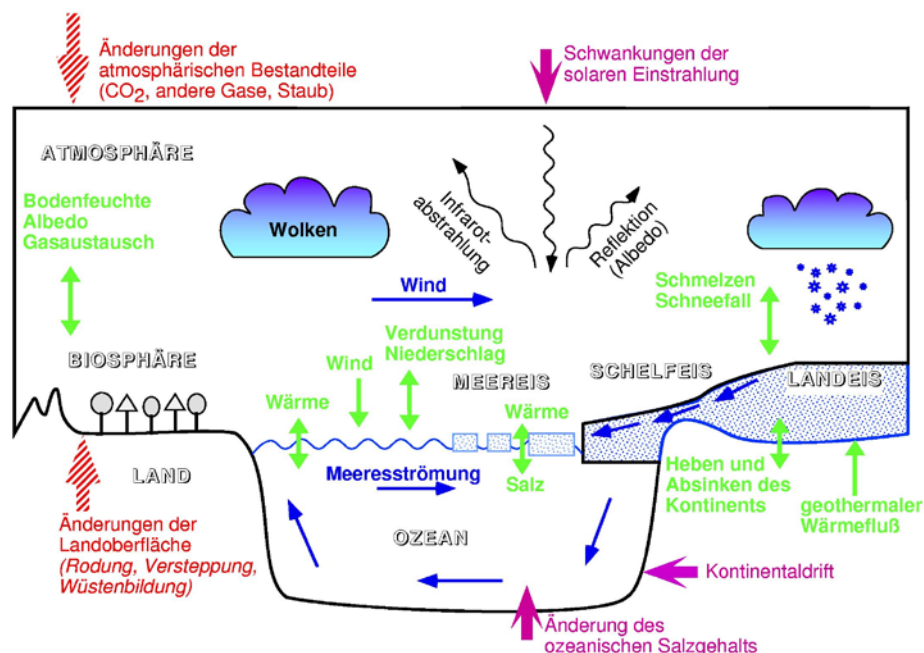 Änderungen der
atmosphärischen Bestandteile
(CO₂, andere Gase, Staub)
Schwankungen der
solaren Einstrahlung
ATMOSPHÄRE
Bodenfeuchte
Albedo
Gasaustausch
Wolken
Infrarot-
abstrahlung
Reflektion
(Albedo)
Wind
Schmelzen
Schneefall
Verdunstung
Niederschlag
Wind
BIOSPHÄRE
MEEREIS
SCHELFEIS
LANDEIS
Wärme
Wärme
Meeresströmung
Salz
LAND
Heben und
Absinken des
Kontinents
geothermaler
Wärmefluß
Änderungen der
Landoberfläche
(Rodung, Versteppung,
Wüstenbildung)
OZEAN
Kontinentaldrift
Änderung des
ozeanischen Salzgehalts